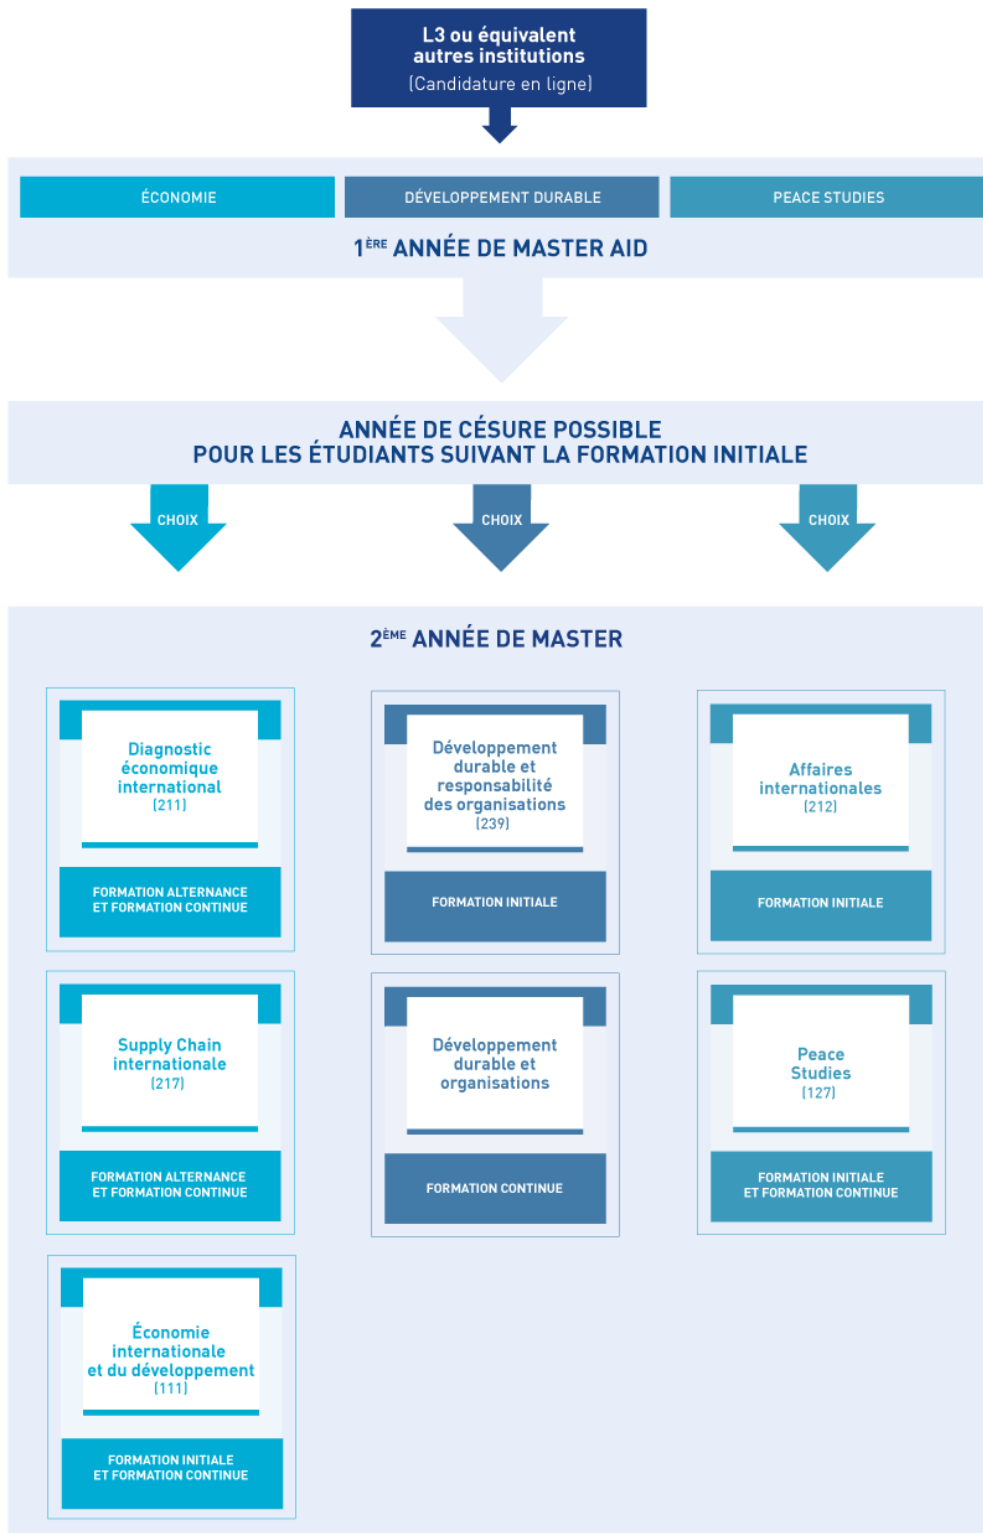 L3 ou équivalent
autres institutions
(Candidature en ligne)
ÉCONOMIE
DÉVELOPPEMENT DURABLE
PEACE STUDIES
1ÈRE ANNÉE DE MASTER AID
ANNÉE DE CÉSURE POSSIBLE
POUR LES ÉTUDIANTS SUIVANT LA FORMATION INITIALE
CHOIX
CHOIX
CHOIX
2ÈME ANNÉE DE MASTER
Diagnostic
économique
international
(211)
FORMATION ALTERNANCE
ET FORMATION CONTINUE
Développement
durable et
responsabilité
des organisations
(239)
FORMATION INITIALE
Affaires
internationales
(212)
FORMATION INITIALE
Supply Chain
internationale
(217)
FORMATION ALTERNANCE
ET FORMATION CONTINUE
Développement
durable et
organisations
FORMATION CONTINUE
Peace
Studies
(127)
FORMATION INITIALE
ET FORMATION CONTINUE
Économie
internationale
et du développement
(111)
FORMATION INITIALE
ET FORMATION CONTINUE